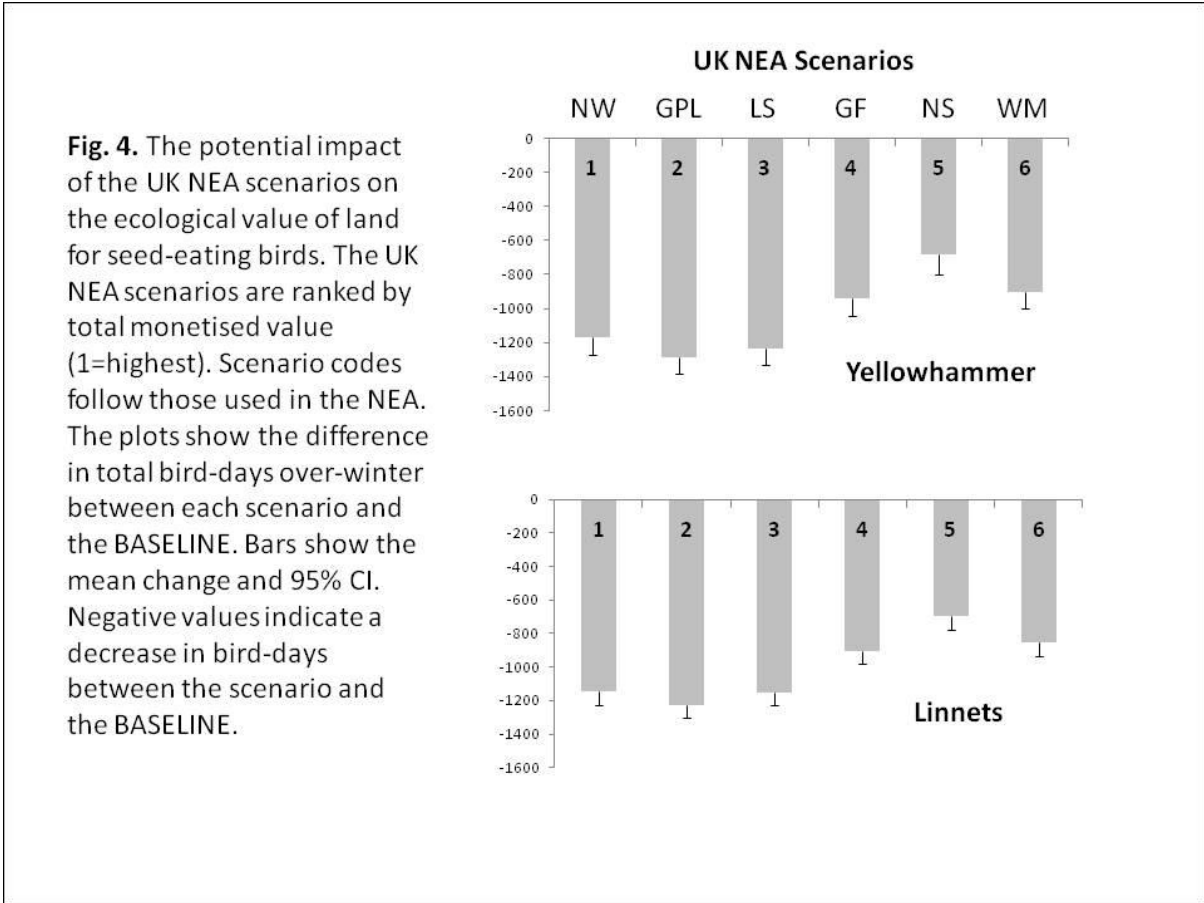 Fig. 4. The potential impact
of the UK NEA scenarios on
the ecological value of land
for seed-eating birds. The UK
NEA scenarios are ranked by
total monetised value
(1=highest). Scenario codes
follow those used in the NEA.
The plots show the difference
in total bird-days over-winter
between each scenario and
the BASELINE. Bars show the
mean change and 95% CI.
Negative values indicate a
decrease in bird-days
between the scenario and
the BASELINE.
UK NEA Scenarios
NW GPL LS GF NS WM
0
-200
-400
-600
-800
-1000
-1200
-1400
-1600
1 2 3 4 5 6
Yellowhammer
0
-200
-400
-600
-800
-1000
-1200
-1400
-1600
1 2 3 4 5 6
Linnets